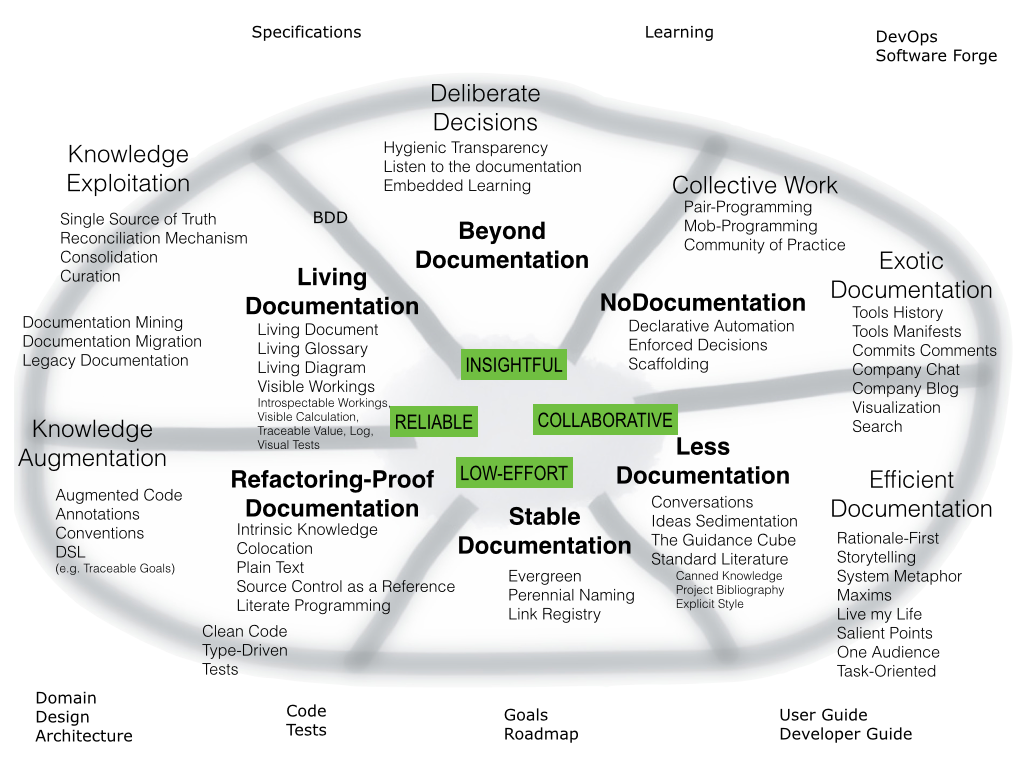 Specifications
Learning
DevOps
Software Forge
Deliberate
Decisions
Hygienic Transparency
Listen to the documentation
Embedded Learning
Knowledge
Exploitation
Single Source of Truth
Reconciliation Mechanism
Consolidation
Curation
Documentation Mining
Documentation Migration
Legacy Documentation
BDD
Beyond
Documentation
Collective Work
Pair-Programming
Mob-Programming
Community of Practice
Exotic
Documentation
Tools History
Tools Manifests
Commits Comments
Company Chat
Company Blog
Visualization
Search
Living
Documentation
Living Document
Living Glossary
Living Diagram
Visible Workings
Introspectable Workings,
Visible Calculation,
Traceable Value, Log,
Visual Tests
NoDocumentation
Declarative Automation
Enforced Decisions
Scaffolding
INSIGHTFUL
RELIABLE
COLLABORATIVE
LOW-EFFORT
Knowledge
Augmentation
Augmented Code
Annotations
Conventions
DSL
(e.g. Traceable Goals)
Refactoring-Proof
Documentation
Intrinsic Knowledge
Colocation
Plain Text
Source Control as a Reference
Literate Programming
Clean Code
Type-Driven
Tests
Stable
Documentation
Evergreen
Perennial Naming
Link Registry
Less
Documentation
Conversations
Ideas Sedimentation
The Guidance Cube
Standard Literature
Canned Knowledge
Project Bibliography
Explicit Style
Efficient
Documentation
Rationale-First
Storytelling
System Metaphor
Maxims
Live my Life
Salient Points
One Audience
Task-Oriented
Domain
Design
Architecture
Code
Tests
Goals
Roadmap
User Guide
Developer Guide